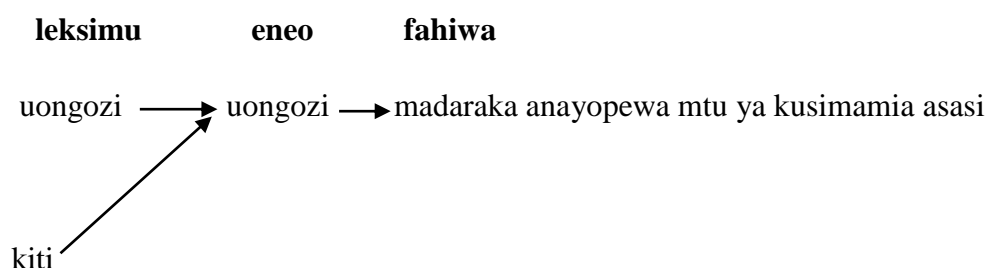 leksimu eneo fahiwa
uongozi uongozi madaraka anayopewa mtu ya kusimamia asasi
kiti